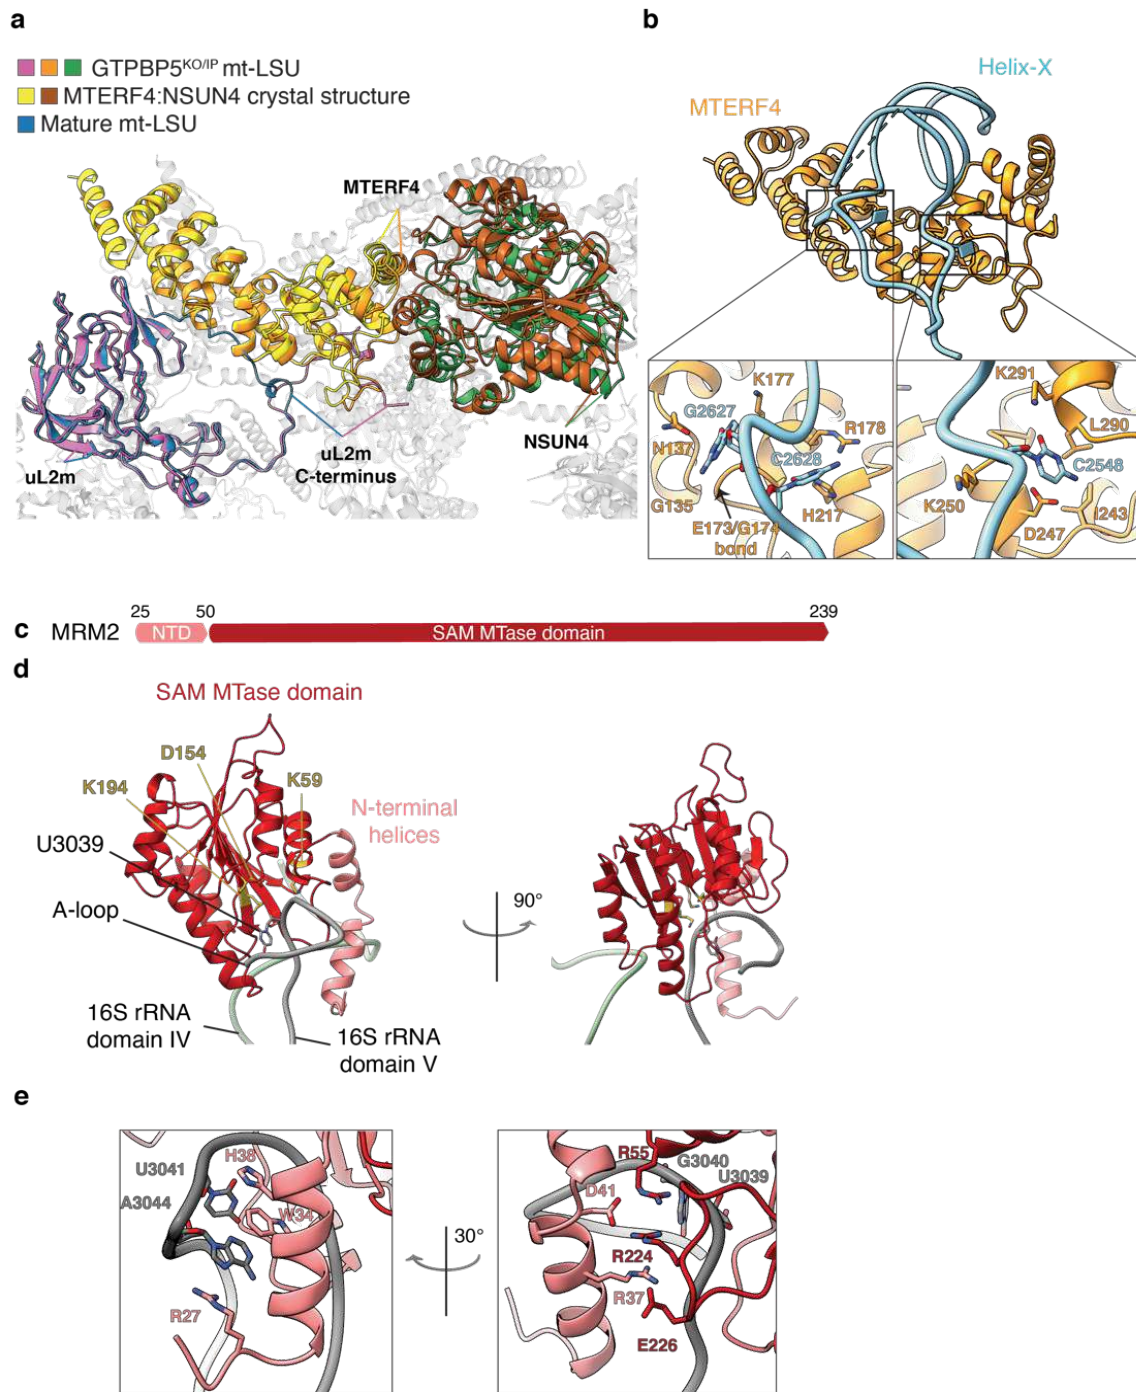 a
GTPBP5KO/IP mt-LSU
MTERF4:NSUN4 crystal structure
Mature mt-LSU
MTERF4
uL2m
uL2m
C-terminus
NSUN4
b
Helix-X
MTERF4
K177
G2627
N137
R178
C2628
G135
E173/G174
bond
H217
K291
L290
C2548
K250
I243
D247
c
MRM2
25
50
239
NTD
SAM MTase domain
d
SAM MTase domain
D154
K194
K59
N-terminal
helices
U3039
A-loop
90°
16S rRNA
domain IV
16S rRNA
domain V
e
H38
U3041
A3044
W34
R27
30°
R55
G3040
U3039
D41
R224
R37
E226